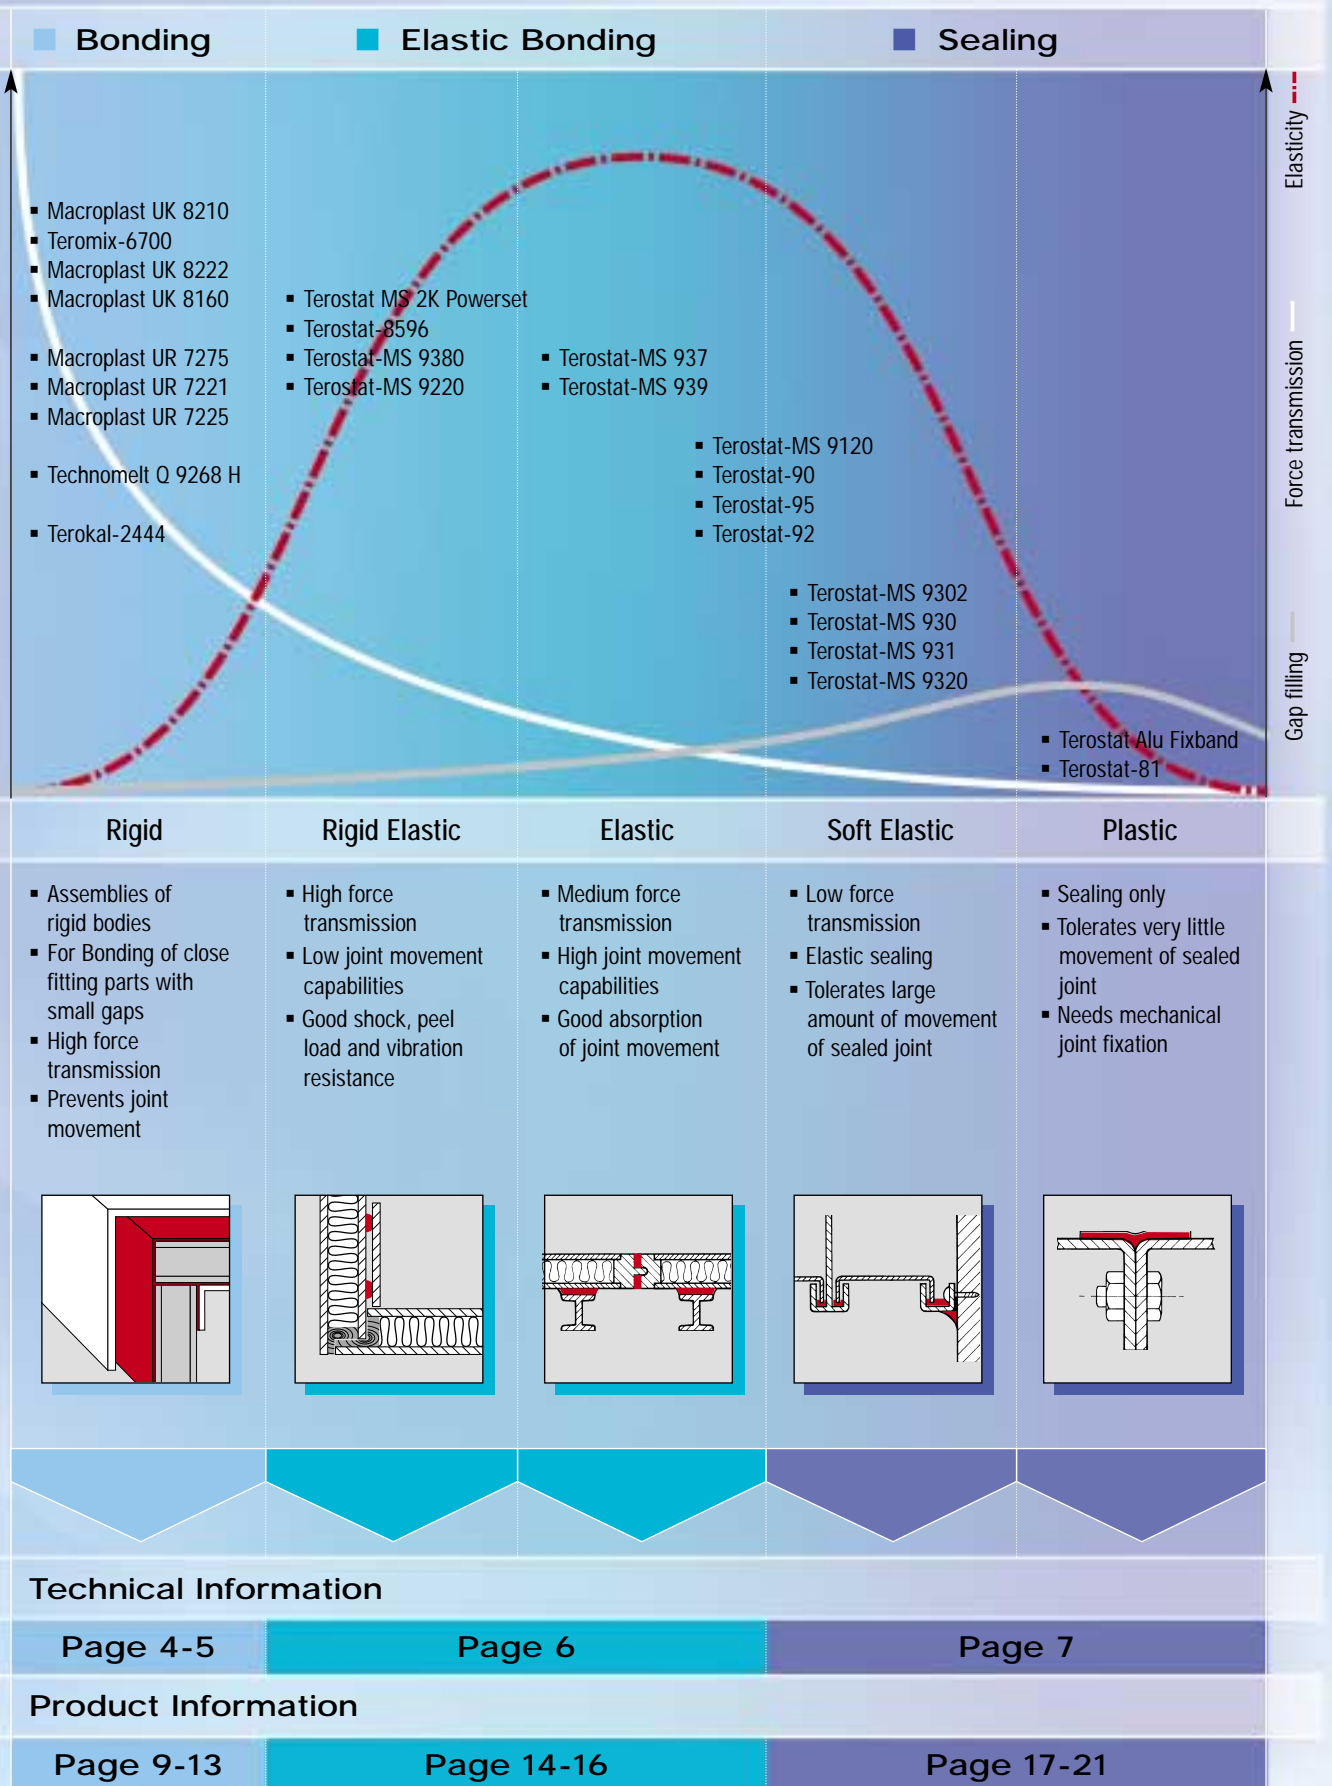 Bonding
Elastic Bonding
Sealing
Elasticity
Force transmission
Gap filling
▪ Macroplast UK 8210
▪ Teromix-6700
▪ Macroplast UK 8222
▪ Macroplast UK 8160
▪ Macroplast UR 7275
▪ Macroplast UR 7221
▪ Macroplast UR 7225
▪ Technomelt Q 9268 H
▪ Terokal-2444
▪ Terostat MS 2K Powerset
▪ Terostat-8596
▪ Terostat-MS 9380
▪ Terostat-MS 9220
▪ Terostat-MS 937
▪ Terostat-MS 939
▪ Terostat-MS 9120
▪ Terostat-90
▪ Terostat-95
▪ Terostat-92
▪ Terostat-MS 9302
▪ Terostat-MS 930
▪ Terostat-MS 931
▪ Terostat-MS 9320
▪ Terostat Alu Fixband
▪ Terostat-81
Rigid
▪ Assemblies of
rigid bodies
▪ For Bonding of close
fitting parts with
small gaps
▪ High force
transmission
▪ Prevents joint
movement
Rigid Elastic
▪ High force
transmission
▪ Low joint movement
capabilities
▪ Good shock, peel
load and vibration
resistance
Elastic
▪ Medium force
transmission
▪ High joint movement
capabilities
▪ Good absorption
of joint movement
Soft Elastic
▪ Low force
transmission
▪ Elastic sealing
▪ Tolerates large
amount of movement
of sealed joint
Plastic
▪ Sealing only
▪ Tolerates very little
movement of sealed
joint
▪ Needs mechanical
joint fixation
Technical Information
Page 4-5
Page 6
Page 7
Product Information
Page 9-13
Page 14-16
Page 17-21